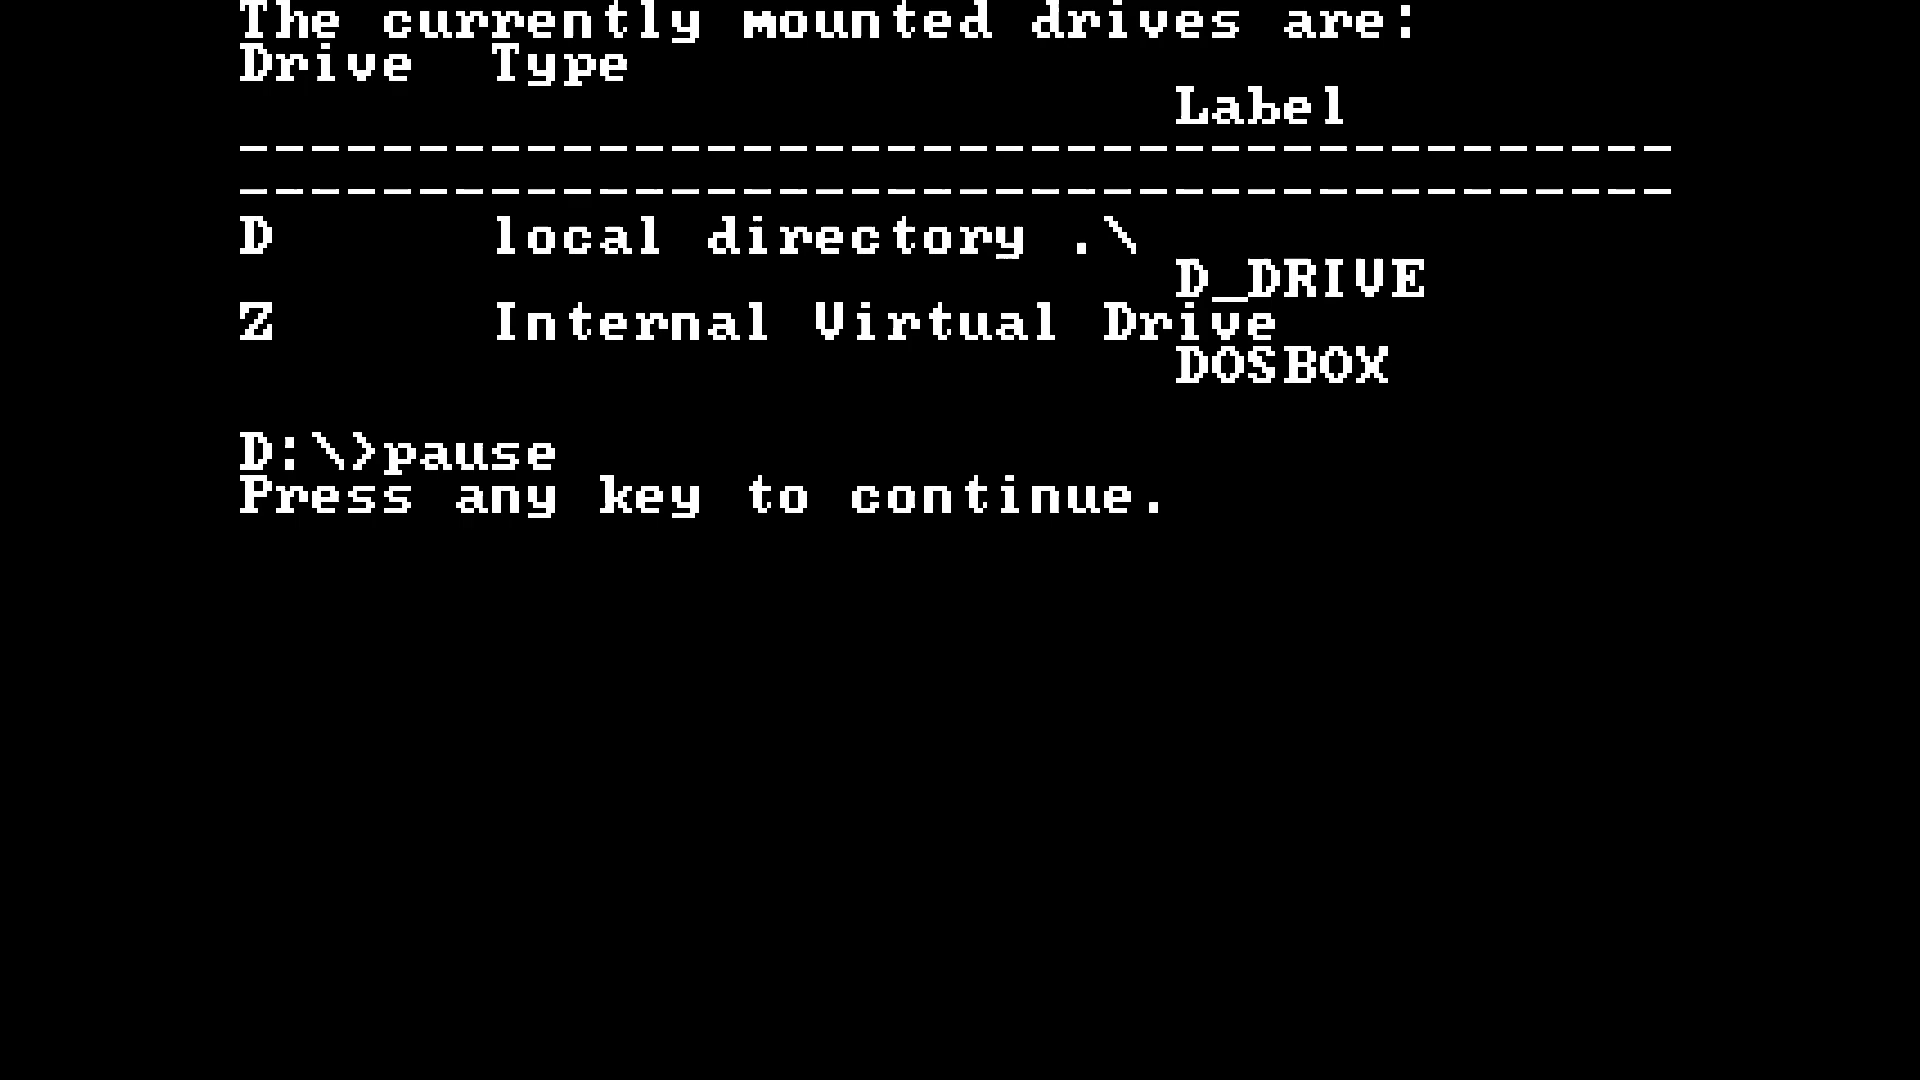 The currently mounted drives are:
Drive  Type
Label
----------------------------------------
----------------------------------------
D      local directory .\
D_DRIVE
Z      Internal Virtual Drive
DOSBOX
D:\>pause
Press any key to continue.